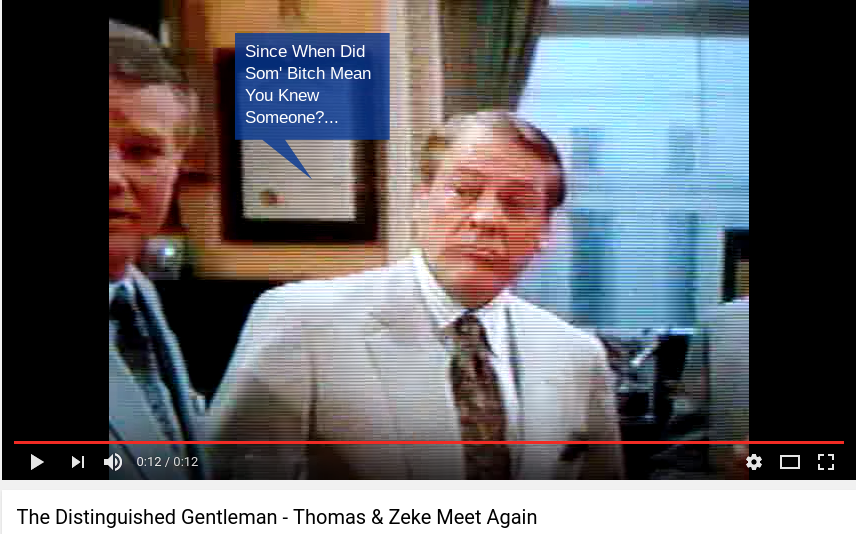 Since When Did
Som' Bitch Mean
You Knew
Someone?...
0:12 / 0:12
The Distinguished Gentleman - Thomas & Zeke Meet Again